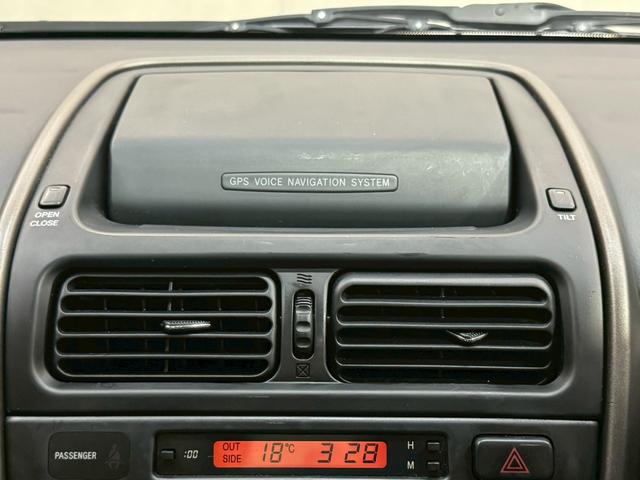 GPS VOICE NAVIGATION SYSTEM
OPEN
CLOSE
TILT
PASSENGER
:00
OUT
SIDE
18°C
3 28
H
M